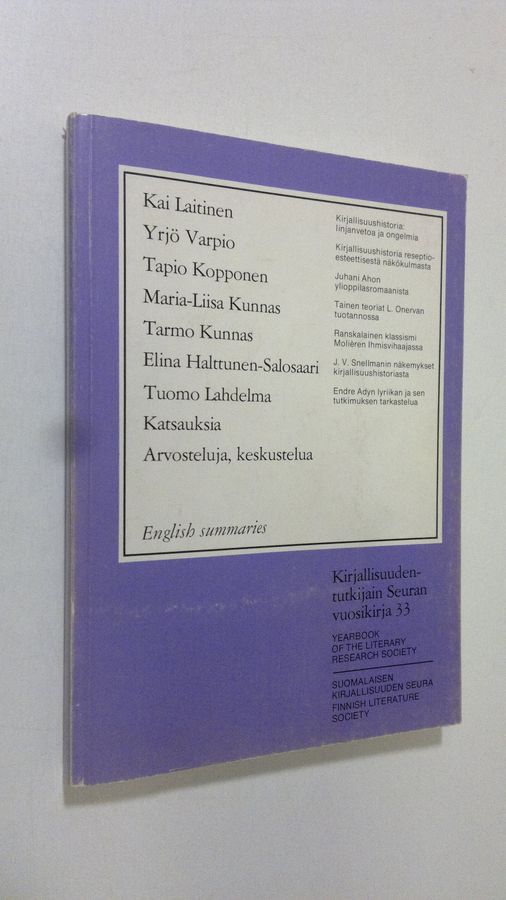 Kai Laitinen
Yrjö Varpio
Tapio Kopponen
Maria-Liisa Kunnas
Tarmo Kunnas
Elina Halttunen-Salosaari
Tuomo Lahdelma
Katsauksia
Arvosteluja, keskustelua
English summaries
Kirjallisuushistoria:
linjanvetoa ja ongelmia
Kirjallisuushistoria reseptio-
esteettisestä näkökulmasta
Juhani Ahon
ylioppilasromaanista
Tainen teoriat L. Onervan
tuotannossa
Ranskalainen klassismi
Molièren Ihmisvihaajassa
J. V. Snellmanin näkemykset
kirjallisuushistoriasta
Endre Adyn lyriikan ja sen
tutkimuksen tarkastelua
Kirjallisuuden-
tutkijain Seuran
vuosikirja 33
YEARBOOK
OF THE LITERARY
RESEARCH SOCIETY
SUOMALAISEN
KIRJALLISUUDEN SEURA
FINNISH LITERATURE
SOCIETY